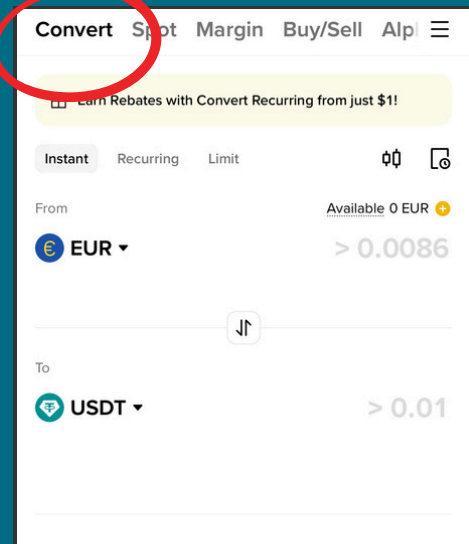 Convert Spot Margin Buy/Sell Alp
Earn Rebates with Convert Recurring from just $1!
Instant Recurring Limit
From Available 0 EUR
EUR > 0.0086
To
USDT > 0.01